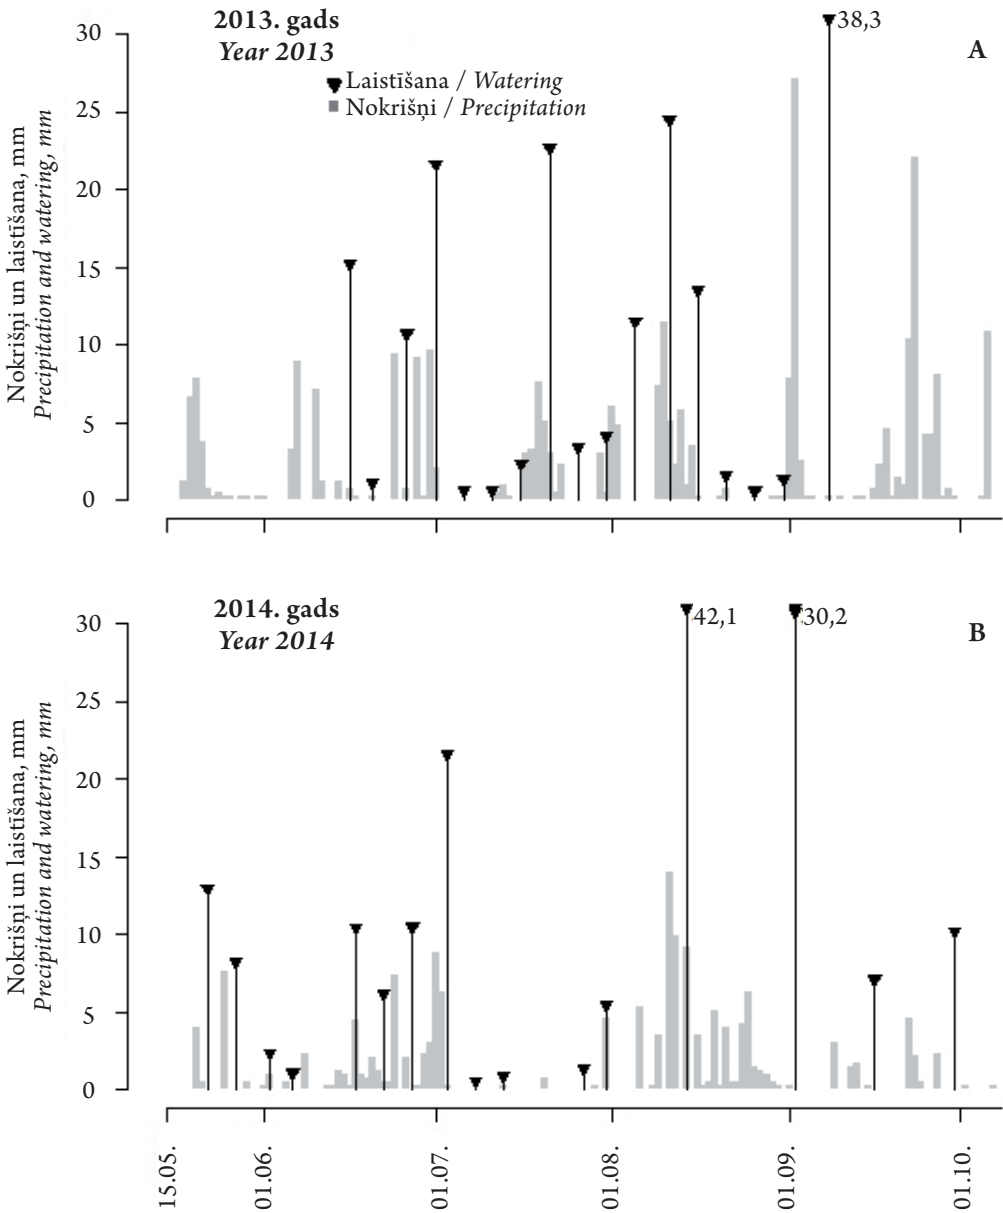 2013. gads
Year 2013
A
38,3
Laistīšana / Watering
Nokrišņi / Precipitation
Nokrišņi un laistīšana, mm
Precipitation and watering, mm
30
25
20
15
10
5
0
2014. gads
Year 2014
B
42,1
30,2
Nokrišņi un laistīšana, mm
Precipitation and watering, mm
30
25
20
15
10
5
0
15.05.
01.06.
01.07.
01.08.
01.09.
01.10.